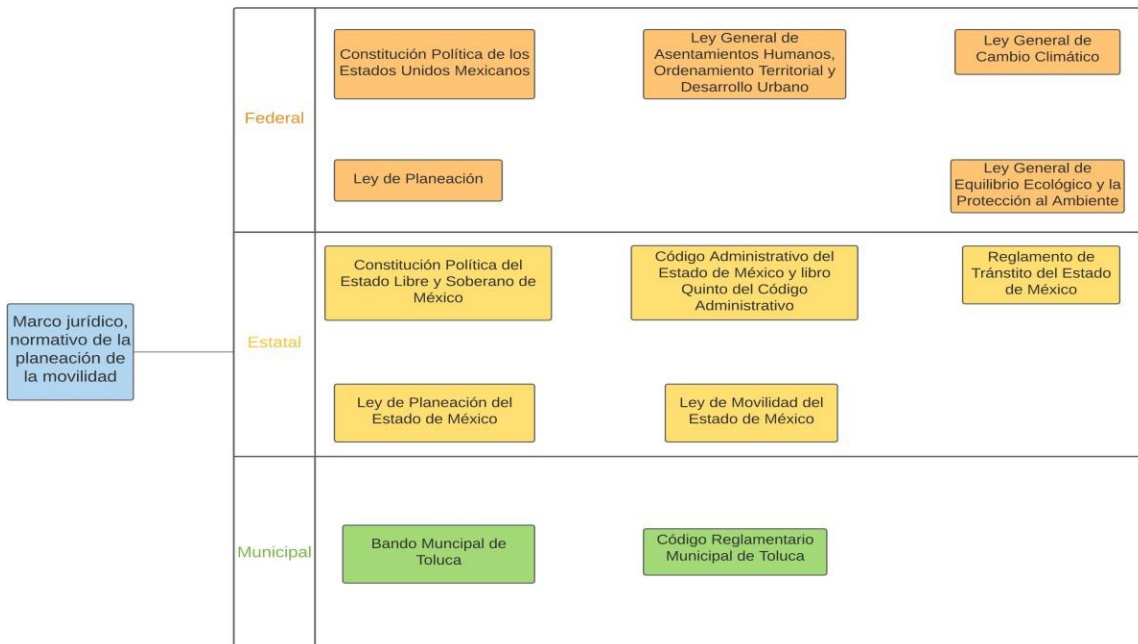 Marco jurídico,
normativo de la
planeación de
la movilidad
Federal
Constitución Política de los
Estados Unidos Mexicanos
Ley General de
Asentamientos Humanos,
Ordenamiento Territorial y
Desarrollo Urbano
Ley General de
Cambio Climático
Ley de Planeación
Ley General de
Equilibrio Ecológico y la
Protección al Ambiente
Estatal
Constitución Política del
Estado Libre y Soberano de
México
Código Administrativo del
Estado de México y libro
Quinto del Código
Administrativo
Reglamento de
Tránstito del Estado
de México
Ley de Planeación del
Estado de México
Ley de Movilidad del
Estado de México
Municipal
Bando Muncipal de
Toluca
Código Reglamentario
Municipal de Toluca